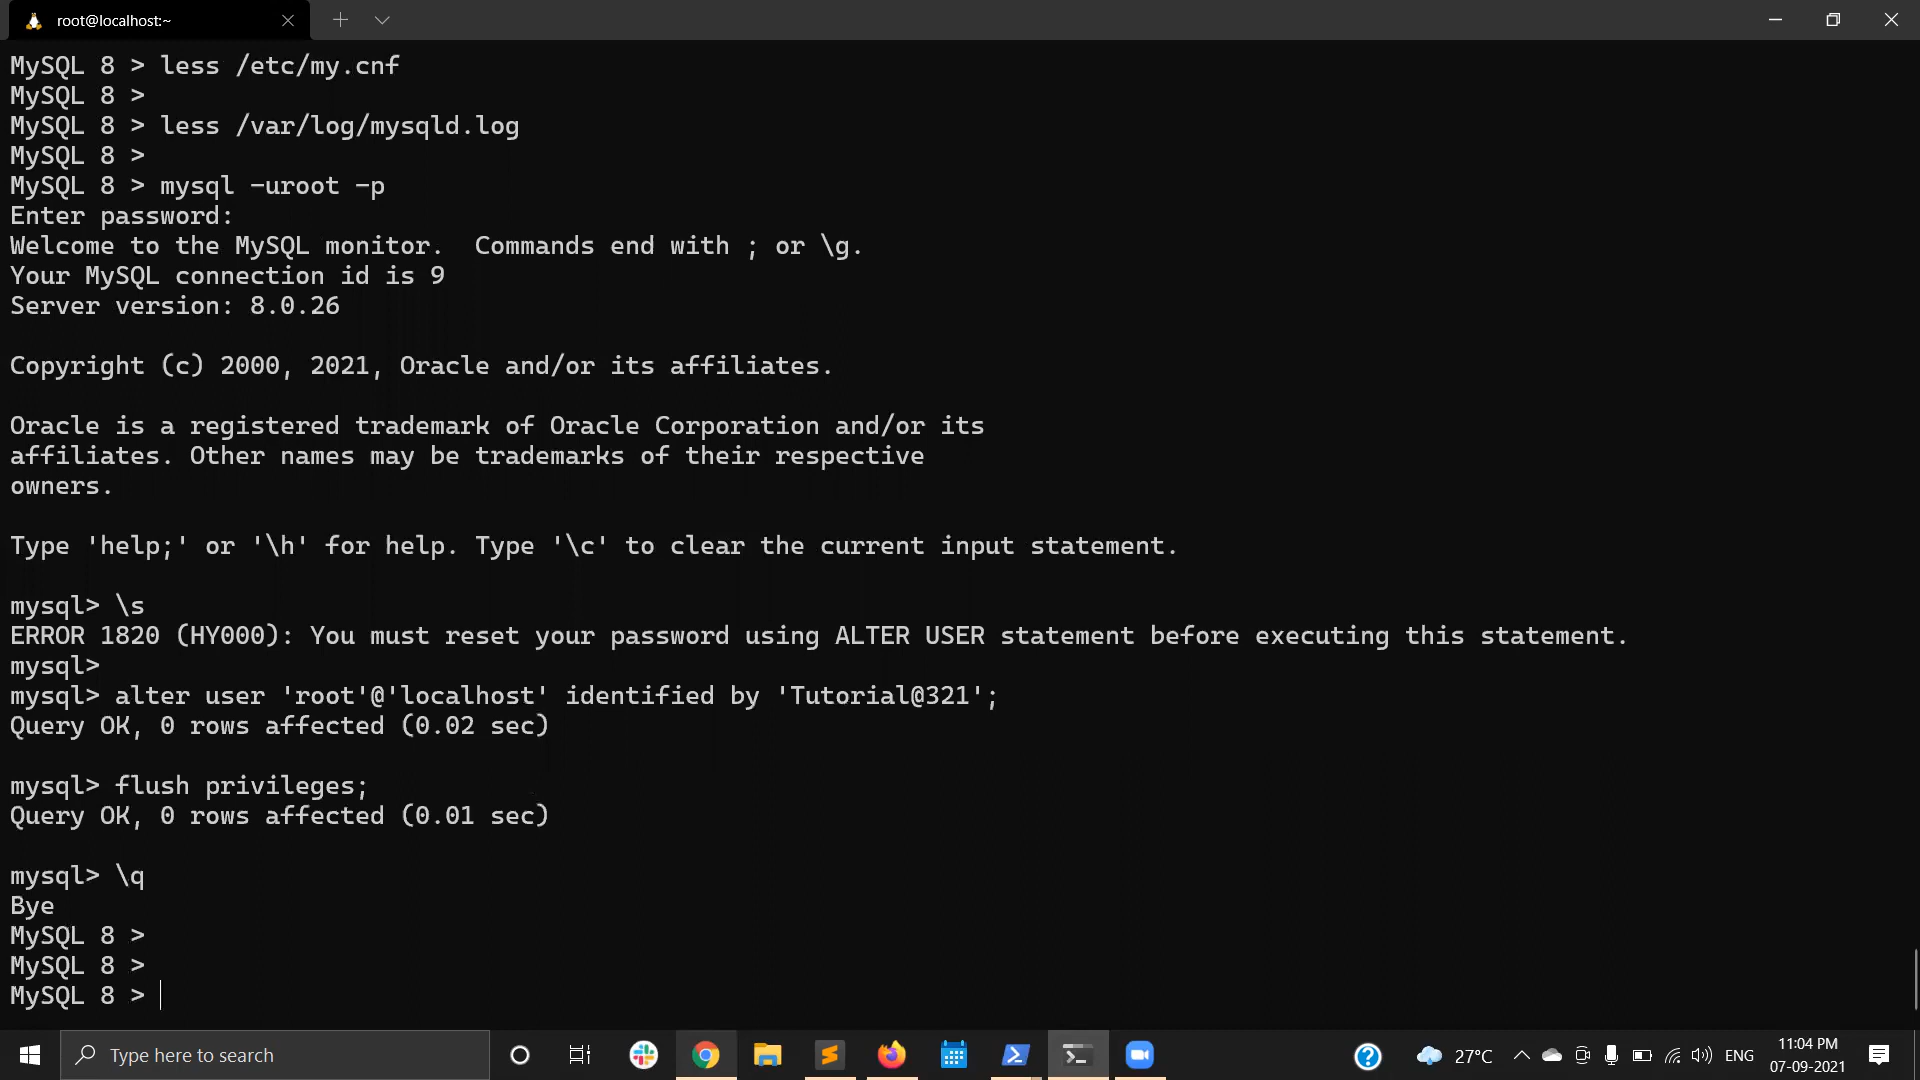 root@localhost:~
MySQL 8 > less /etc/my.cnf
MySQL 8 >
MySQL 8 > less /var/log/mysqld.log
MySQL 8 >
MySQL 8 > mysql -uroot -p
Enter password:
Welcome to the MySQL monitor.  Commands end with ; or \g.
Your MySQL connection id is 9
Server version: 8.0.26
Copyright (c) 2000, 2021, Oracle and/or its affiliates.
Oracle is a registered trademark of Oracle Corporation and/or its
affiliates. Other names may be trademarks of their respective
owners.
Type 'help;' or '\h' for help. Type '\c' to clear the current input statement.
mysql> \s
ERROR 1820 (HY000): You must reset your password using ALTER USER statement before executing this statement.
mysql>
mysql> alter user 'root'@'localhost' identified by 'Tutorial@321';
Query OK, 0 rows affected (0.02 sec)
mysql> flush privileges;
Query OK, 0 rows affected (0.01 sec)
mysql> \q
Bye
MySQL 8 >
MySQL 8 >
MySQL 8 >
Type here to search
27°C
ENG
11:04 PM
07-09-2021